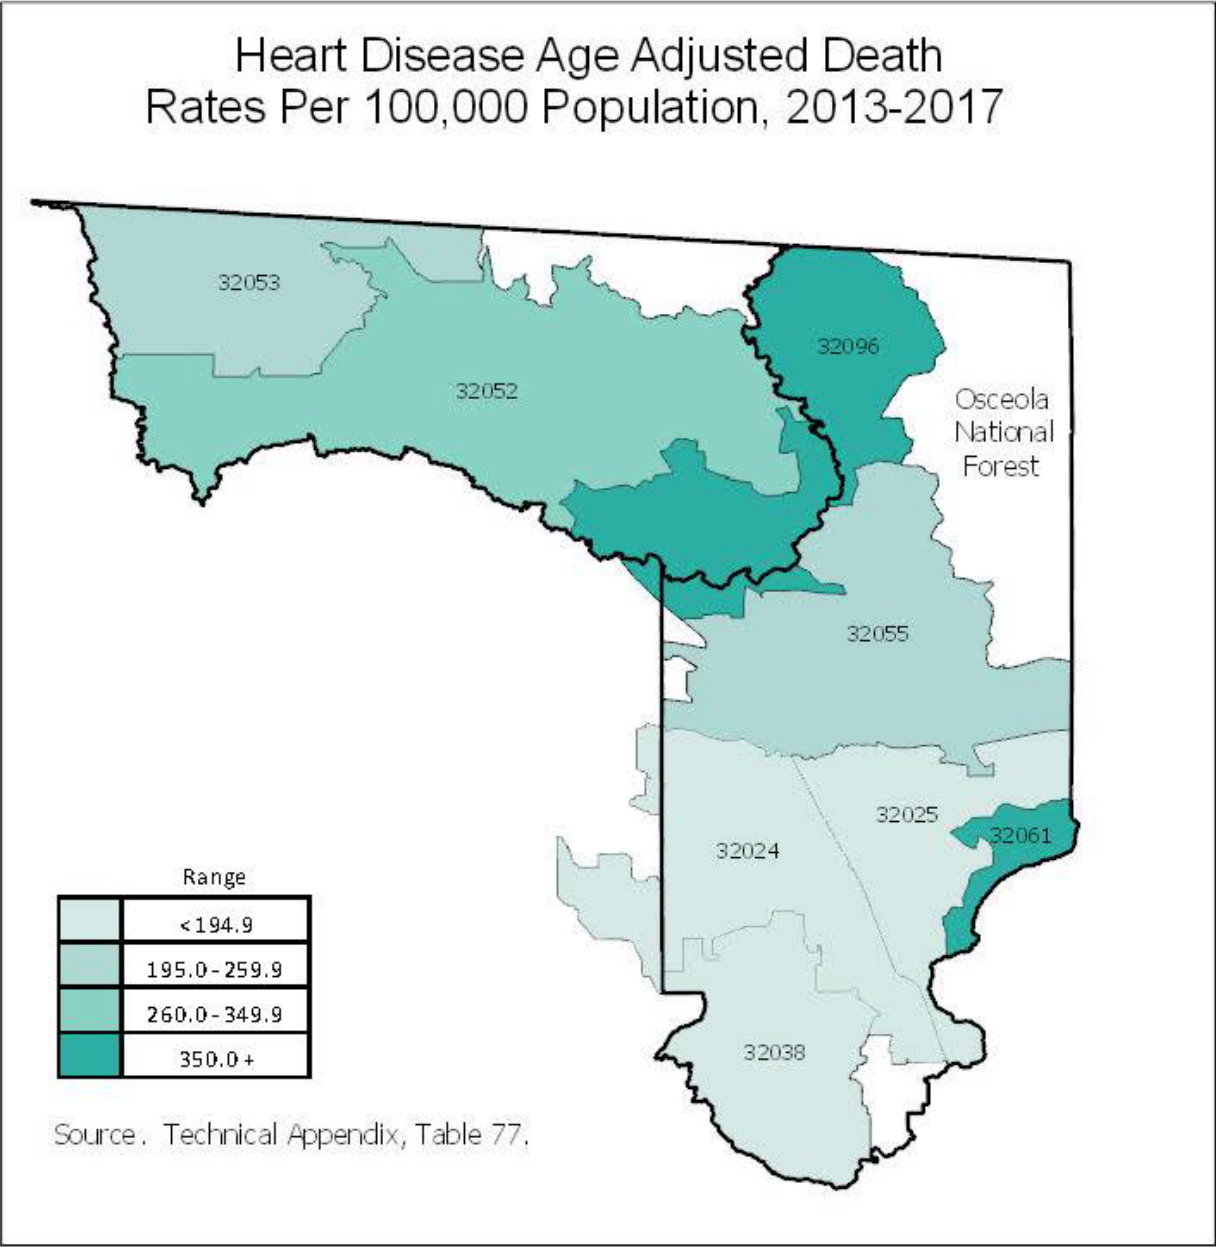 Heart Disease Age Adjusted Death
Rates Per 100,000 Population, 2013-2017
32053
32096
32052
Osceola
National
Forest
32055
32025
32061
32024
32038
Range
<194.9
195.0-259.9
260.0-349.9
350.0+
Source. Technical Appendix, Table 77.